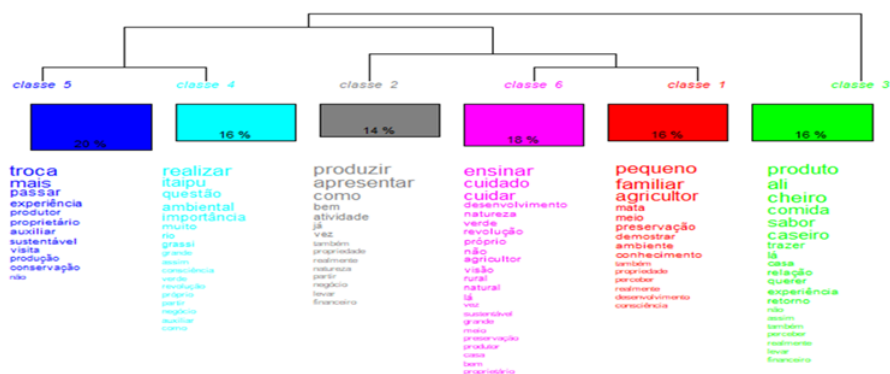 classe 5
classe 4
classe 2
classe 6
classe 1
classe 3
20 %
16 %
14 %
18 %
16 %
16 %
troca
mais
passar
experiência
produtor
proprietário
auxiliar
sustentável
visita
produção
conservação
não
realizar
itaipu
questão
ambiental
importância
muito
rio
grassi
grande
assim
consciência
verde
revolução
próprio
partir
negócio
auxiliar
como
produzir
apresentar
como
bem
atividade
já
vez
também
propriedade
realmente
natureza
partir
negócio
levar
financeiro
ensinar
cuidado
cuidar
desenvolvimento
natureza
verde
revolução
próprio
não
agricultor
visão
rural
natural
lá
vez
sustentável
grande
meio
preservação
produtor
casa
bem
proprietário
pequeno
familiar
agricultor
mata
meio
preservação
demostrar
ambiente
conhecimento
também
propriedade
perceber
realmente
desenvolvimento
consciência
produto
ali
cheiro
comida
sabor
caseiro
trazer
lá
casa
relação
querer
experiência
retorno
não
assim
também
perceber
realmente
levar
financeiro